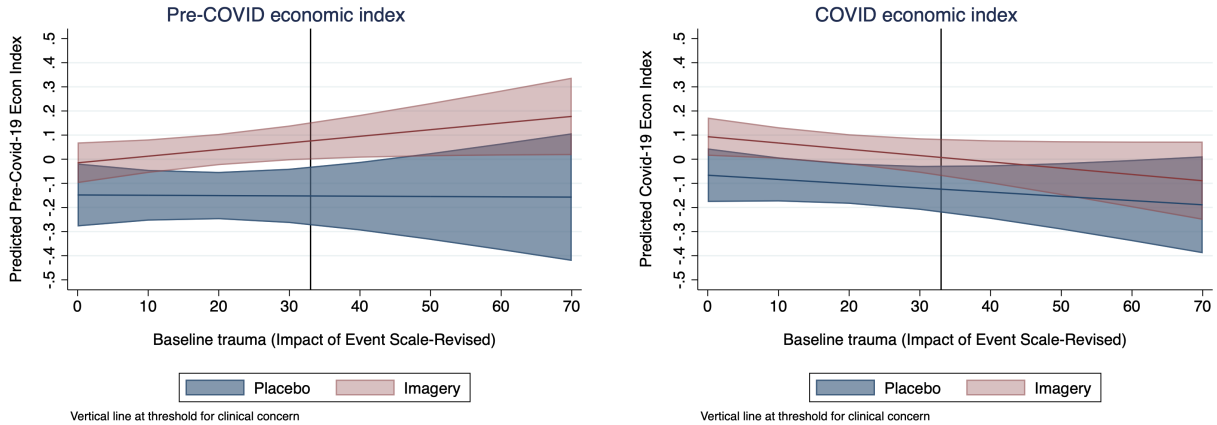 Pre-COVID economic index
Predicted Pre-Covid-19 Econ Index
.5
.4
.3
.2
.1
0
-.1
-.2
-.3
-.4
-.5
0 10 20 30 40 50 60 70
Baseline trauma (Impact of Event Scale-Revised)
Placebo Imagery
Vertical line at threshold for clinical concern
COVID economic index
Predicted Covid-19 Econ Index
.5
.4
.3
.2
.1
0
-.1
-.2
-.3
-.4
-.5
0 10 20 30 40 50 60 70
Baseline trauma (Impact of Event Scale-Revised)
Placebo Imagery
Vertical line at threshold for clinical concern